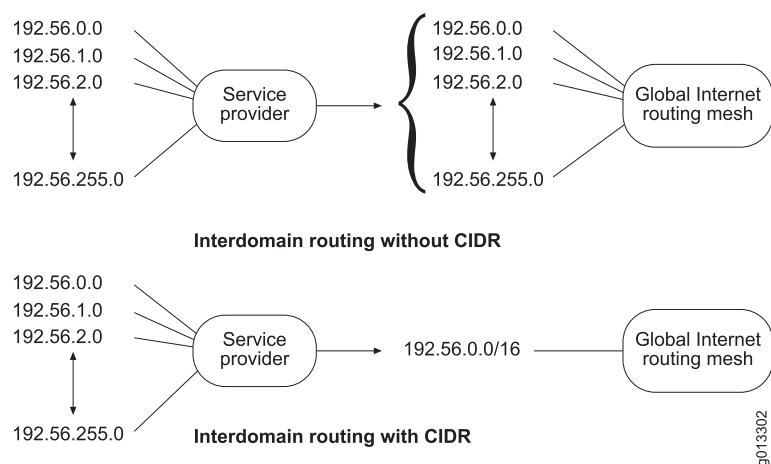 192.56.0.0
192.56.1.0
192.56.2.0
192.56.255.0
Service
provider
192.56.0.0
192.56.1.0
192.56.2.0
192.56.255.0
Global Internet
routing mesh
Interdomain routing without CIDR
192.56.0.0
192.56.1.0
192.56.2.0
192.56.255.0
Service
provider
192.56.0.0/16
Global Internet
routing mesh
Interdomain routing with CIDR
g013302